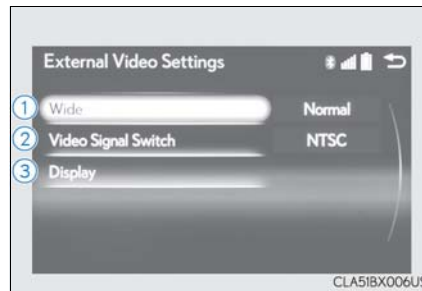 External Video Settings
1 Wide Normal
2 Video Signal Switch NTSC
3 Display
CLA51BX006US